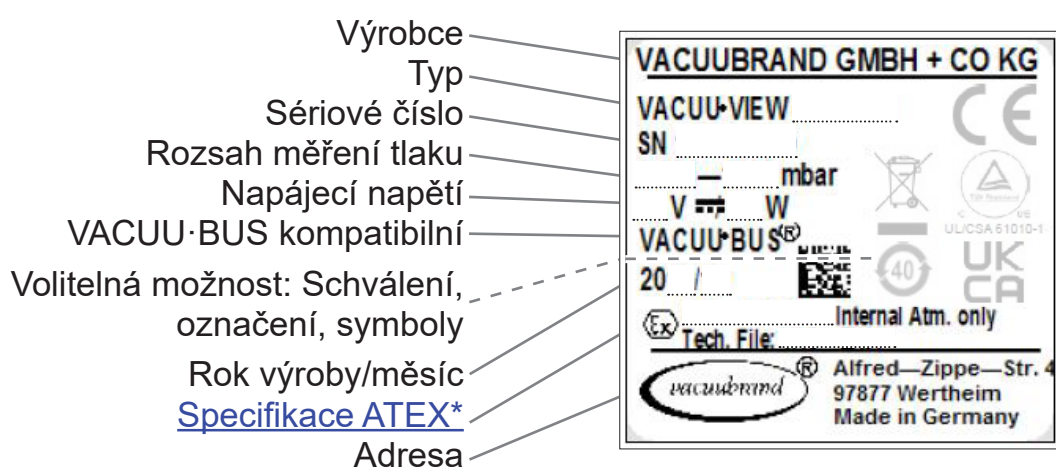 Výrobce
Typ
Sériové číslo
Rozsah měření tlaku
Napájecí napětí
VACUU·BUS kompatibilní
Volitelná možnost: Schválení,
označení, symboly
Rok výroby/měsíc
Specifikace ATEX*
Adresa
VACUUBRAND GMBH + CO KG
VACUU•VIEW
SN
— mbar
V W
VACUU•BUS®
20 /
Ex Internal Atm. only
Tech. File:
CE
C US
UL/CSA 61010-1
40
UK
CA
vacuubrand ®
Alfred—Zippe—Str. 4
97877 Wertheim
Made in Germany